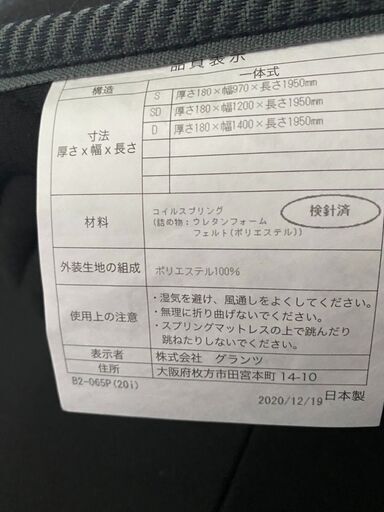 品質表示
構造 一体式
寸法 厚さx幅x長さ
S 厚さ180×幅970×長さ1950mm
SD 厚さ180×幅1200×長さ1950mm
D 厚さ180×幅1400×長さ1950mm
材料 コイルスプリング
(詰め物:ウレタンフォーム
フェルト(ポリエステル))
検針済
外装生地の組成 ポリエステル100%
使用上の注意
・湿気を避け、風通しをよくしてください。
・無理に折り曲げないでください。
・スプリングマットレスの上で跳んだり
跳ねたりしないでください。
表示者 株式会社 グランツ
住所 大阪府枚方市田宮本町 14-10
B2-065P(20i)
2020/12/19 日本製